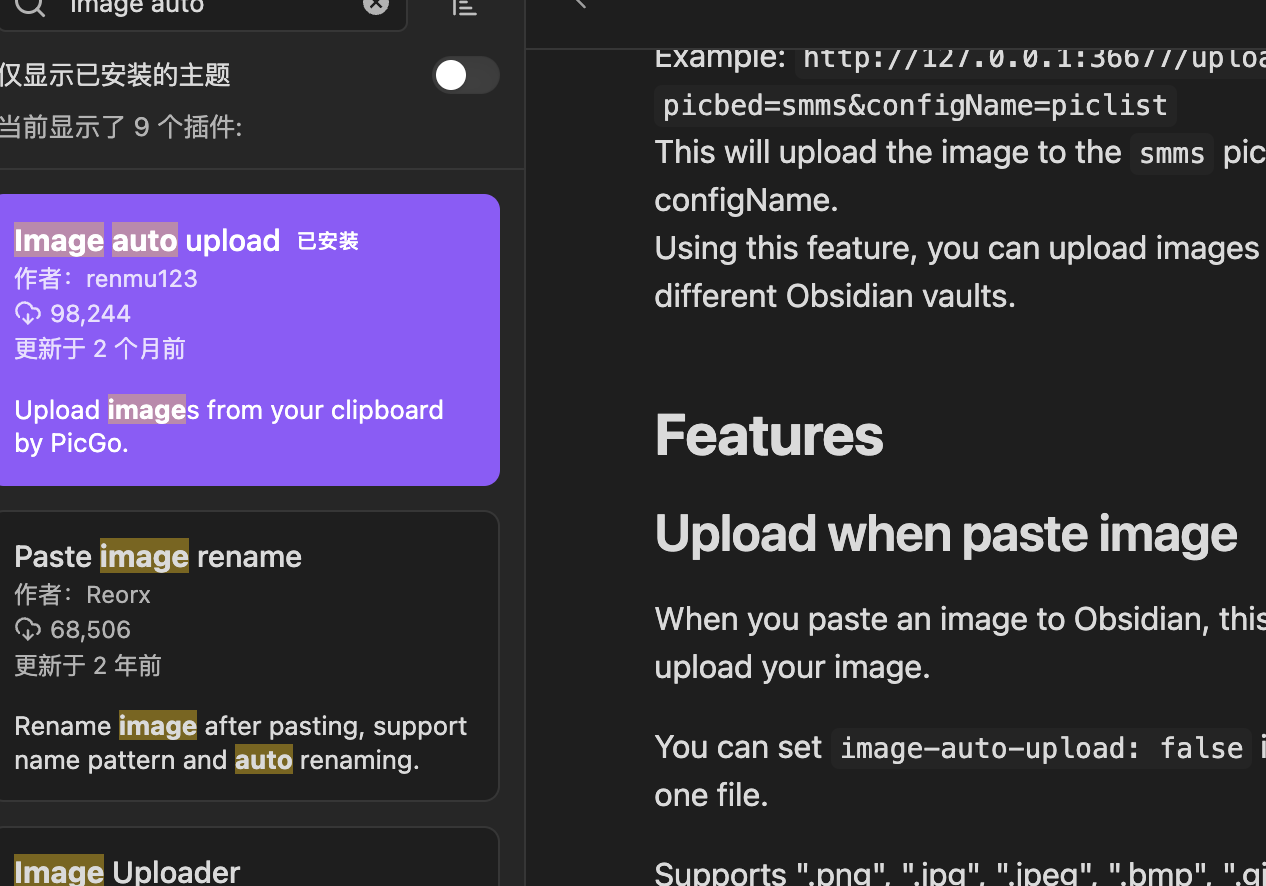 Image auto
仅显示已安装的主题
当前显示了 9 个插件:
Image auto upload 已安装
作者：renmu123
98,244
更新于 2 个月前
Upload images from your clipboard
by PicGo.
Paste image rename
作者：Reorx
68,506
更新于 2 年前
Rename image after pasting, support
name pattern and auto renaming.
Image Uploader
Example: http://127.0.0.1:36677/uploa
picbed=smms&configName=piclist
This will upload the image to the smms pic
configName.
Using this feature, you can upload images
different Obsidian vaults.
Features
Upload when paste image
When you paste an image to Obsidian, this
upload your image.
You can set image-auto-upload: false i
one file.
Supports ".png", ".jpg", ".jpeg", ".bmp", ".gi